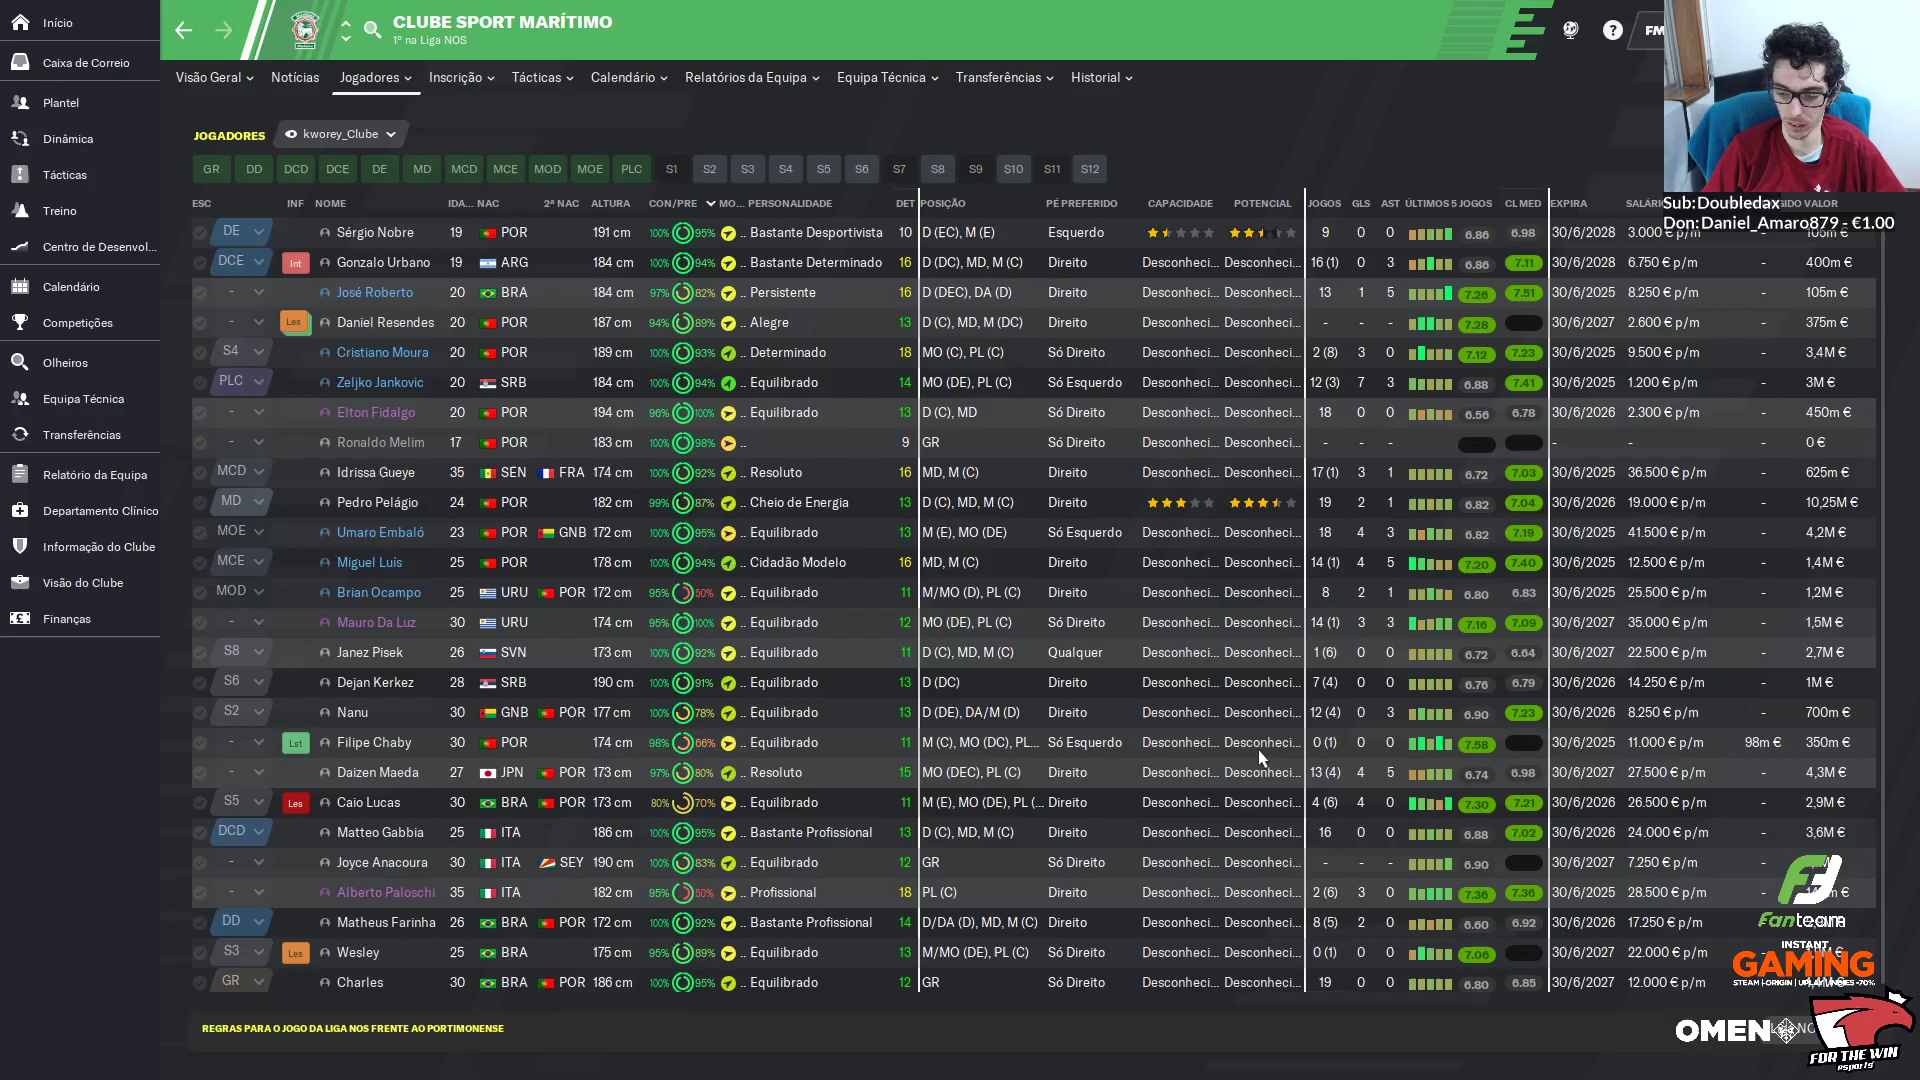 Início
Caixa de Correio
Plantel
Dinâmica
Tácticas
Treino
Centro de Desenvol...
Calendário
Competições
Olheiros
Equipa Técnica
Transferências
Relatório da Equipa
Departamento Clínico
Informação do Clube
Visão do Clube
Finanças
CLUBE SPORT MARÍTIMO
1º na Liga NOS
FM
Visão Geral Notícias Jogadores Inscrição Tácticas Calendário Relatórios da Equipa Equipa Técnica Transferências Historial
JOGADORES kworey_Clube
GR DD DCD DCE DE MD MCD MCE MOD MOE PLC S1 S2 S3 S4 S5 S6 S7 S8 S9 S10 S11 S12
Sub:Doubledax
Don:Daniel_Amaro879 - €1.00
ESC INF NOME IDA... NAC 2ª NAC ALTURA CON/PRE MO... PERSONALIDADE DET POSIÇÃO PÉ PREFERIDO CAPACIDADE POTENCIAL JOGOS GLS AST ÚLTIMOS 5 JOGOS CL MED EXPIRA VALOR
DE Sérgio Nobre 19 POR 191 cm 100% 95% .. Bastante Desportivista 10 D (EC), M (E) Esquerdo 9 0 0 6.86 6.98 30/6/2028 3.000 € p/m
DCE Int Gonzalo Urbano 19 ARG 184 cm 100% 94% .. Bastante Determinado 16 D (DC), MD, M (C) Direito Desconheci... Desconheci... 16 (1) 0 3 6.86 7.11 30/6/2028 6.750 € p/m - 400m €
- José Roberto 20 BRA 184 cm 97% 82% .. Persistente 16 D (DEC), DA (D) Direito Desconheci... Desconheci... 13 1 5 7.26 7.51 30/6/2025 8.250 € p/m - 105m €
- Les Daniel Resendes 20 POR 187 cm 94% 89% .. Alegre 13 D (C), MD, M (DC) Direito Desconheci... Desconheci... - - - 7.28 - 30/6/2027 2.600 € p/m - 375m €
S4 Cristiano Moura 20 POR 189 cm 100% 93% .. Determinado 18 MO (C), PL (C) Só Direito Desconheci... Desconheci... 2 (8) 3 0 7.12 7.23 30/6/2026 9.500 € p/m - 3,4M €
PLC Zeljko Jankovic 20 SRB 184 cm 100% 94% .. Equilibrado 14 MO (DE), PL (C) Só Esquerdo Desconheci... Desconheci... 12 (3) 7 3 6.88 7.41 30/6/2025 1.200 € p/m - 3M €
- Elton Fidalgo 20 POR 194 cm 96% 100% .. Equilibrado 13 D (C), MD Só Direito Desconheci... Desconheci... 18 0 0 6.56 6.78 30/6/2026 2.300 € p/m - 450m €
- Ronaldo Melim 17 POR 183 cm 100% 98% .. 9 GR Só Direito Desconheci... Desconheci... - - - - - - - - 0 €
MCD Idrissa Gueye 35 SEN FRA 174 cm 100% 92% .. Resoluto 16 MD, M (C) Direito Desconheci... Desconheci... 17 (1) 3 1 6.72 7.03 30/6/2025 36.500 € p/m - 625m €
MD Pedro Pelágio 24 POR 182 cm 99% 87% .. Cheio de Energia 13 D (C), MD, M (C) Direito 19 2 1 6.82 7.04 30/6/2026 19.000 € p/m - 10,25M €
MOE Umaro Embaló 23 POR GNB 172 cm 100% 95% .. Equilibrado 13 M (E), MO (DE) Só Esquerdo Desconheci... Desconheci... 18 4 3 6.82 7.19 30/6/2025 41.500 € p/m - 4,2M €
MCE Miguel Luís 25 POR 178 cm 100% 94% .. Cidadão Modelo 16 MD, M (C) Direito Desconheci... Desconheci... 14 (1) 4 5 7.20 7.40 30/6/2025 12.500 € p/m - 1,4M €
MOD Brian Ocampo 25 URU POR 172 cm 95% 50% .. Equilibrado 11 M/MO (D), PL (C) Direito Desconheci... Desconheci... 8 2 1 6.80 6.83 30/6/2025 25.500 € p/m - 1,2M €
- Mauro Da Luz 30 URU 174 cm 95% 100% .. Equilibrado 12 MO (DE), PL (C) Só Direito Desconheci... Desconheci... 14 (1) 3 3 7.16 7.09 30/6/2025 35.000 € p/m - 1,5M €
S8 Janez Pisek 26 SVN 173 cm 100% 92% .. Equilibrado 11 D (C), MD, M (C) Qualquer Desconheci... Desconheci... 1 (6) 0 0 6.72 6.64 30/6/2027 22.500 € p/m - 2,7M €
S6 Dejan Kerkez 28 SRB 190 cm 100% 91% .. Equilibrado 13 D (DC) Direito Desconheci... Desconheci... 7 (4) 0 0 6.76 6.79 30/6/2026 14.250 € p/m - 1M €
S2 Nanu 30 GNB POR 177 cm 100% 78% .. Equilibrado 13 D (DE), DA/M (D) Direito Desconheci... Desconheci... 12 (4) 0 3 6.90 7.23 30/6/2026 8.250 € p/m - 700m €
- Lst Filipe Chaby 30 POR 174 cm 98% 66% .. Equilibrado 11 M (C), MO (DC), PL... Só Esquerdo Desconheci... Desconheci... 0 (1) 0 0 7.58 - 30/6/2025 11.000 € p/m 98m € 350m €
- Daizen Maeda 27 JPN POR 173 cm 97% 80% .. Resoluto 15 MO (DEC), PL (C) Direito Desconheci... Desconheci... 13 (4) 4 5 6.74 6.98 30/6/2025 27.500 € p/m - 4,3M €
S5 Les Caio Lucas 30 BRA POR 173 cm 80% 70% .. Equilibrado 11 M (E), MO (DE), PL (... Direito Desconheci... Desconheci... 4 (6) 4 0 7.30 7.21 30/6/2026 26.500 € p/m - 2,9M €
DCD Matteo Gabbia 25 ITA 186 cm 100% 95% .. Bastante Profissional 13 D (C), MD, M (C) Direito Desconheci... Desconheci... 16 0 0 6.88 7.02 30/6/2026 24.000 € p/m - 3,6M €
- Joyce Anacoura 30 ITA SEY 190 cm 100% 83% .. Equilibrado 12 GR Só Direito Desconheci... Desconheci... - - - 6.90 - 30/6/2027 7.250 € p/m -
- Alberto Paloschi 35 ITA 182 cm 95% 50% .. Profissional 18 PL (C) Direito Desconheci... Desconheci... 2 (6) 3 0 7.36 7.36 30/6/2025 28.500 € p/m -
DD Matheus Farinha 26 BRA POR 172 cm 100% 92% .. Bastante Profissional 14 D/DA (D), MD, M (C) Direito Desconheci... Desconheci... 8 (5) 2 0 6.60 6.92 30/6/2026 17.250 € p/m -
S3 Les Wesley 25 BRA 175 cm 95% 89% .. Equilibrado 13 M/MO (DE), PL (C) Só Direito Desconheci... Desconheci... 0 (1) 0 0 7.06 - 30/6/2027 22.000 € p/m
GR Charles 30 BRA POR 186 cm 100% 95% .. Equilibrado 12 GR Só Direito Desconheci... Desconheci... 19 0 0 6.80 6.85 30/6/2025 12.000 € p/m
Fanteam
INSTANT
GAMING
REGRAS PARA O JOGO DA LIGA NOS FRENTE AO PORTIMONENSE
OMEN
FOR THE WIN
esports